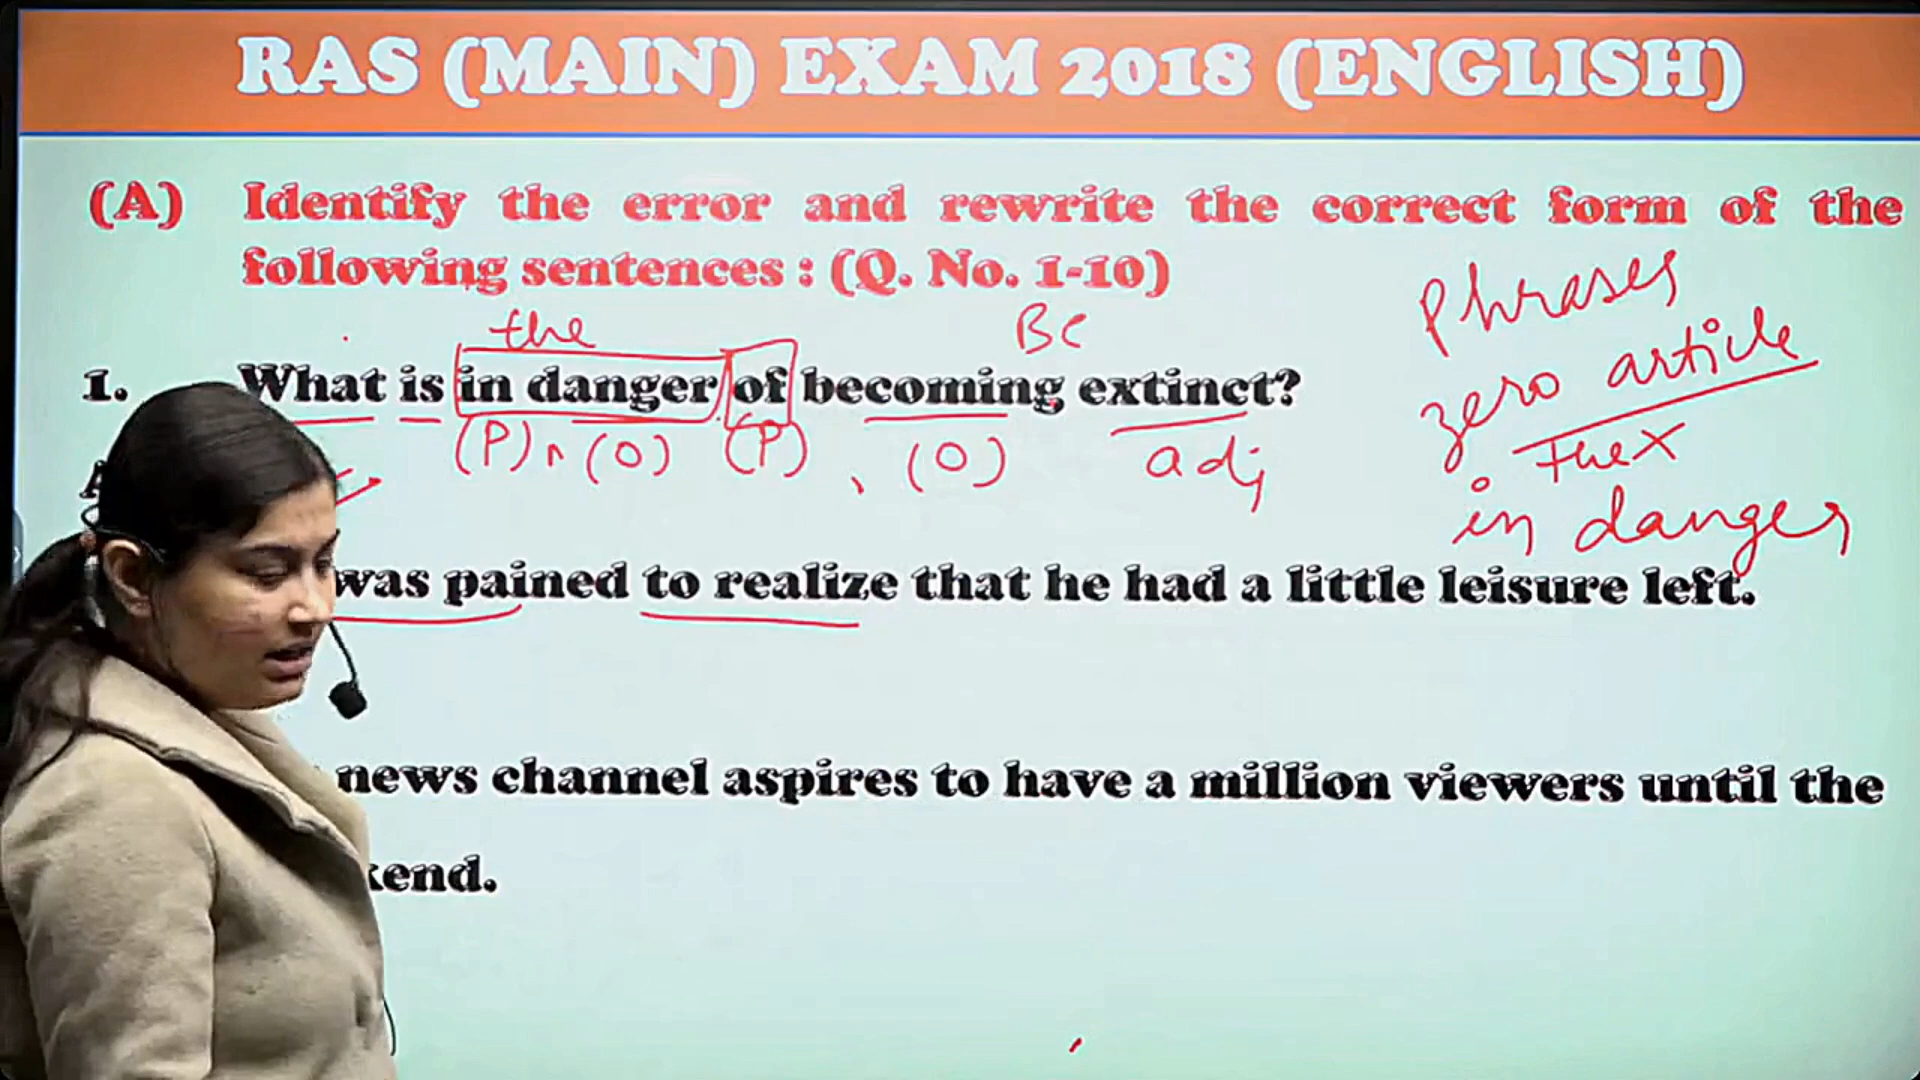 RAS (MAIN) EXAM 2018 (ENGLISH)
(A) Identify the error and rewrite the correct form of the
following sentences : (Q. No. 1-10)
Phrases
zero article
The X
in danger
the
Be
1. What is in danger of becoming extinct?
(P) (O) (P) (O) adj
was pained to realize that he had a little leisure left.
news channel aspires to have a million viewers until the
kend.